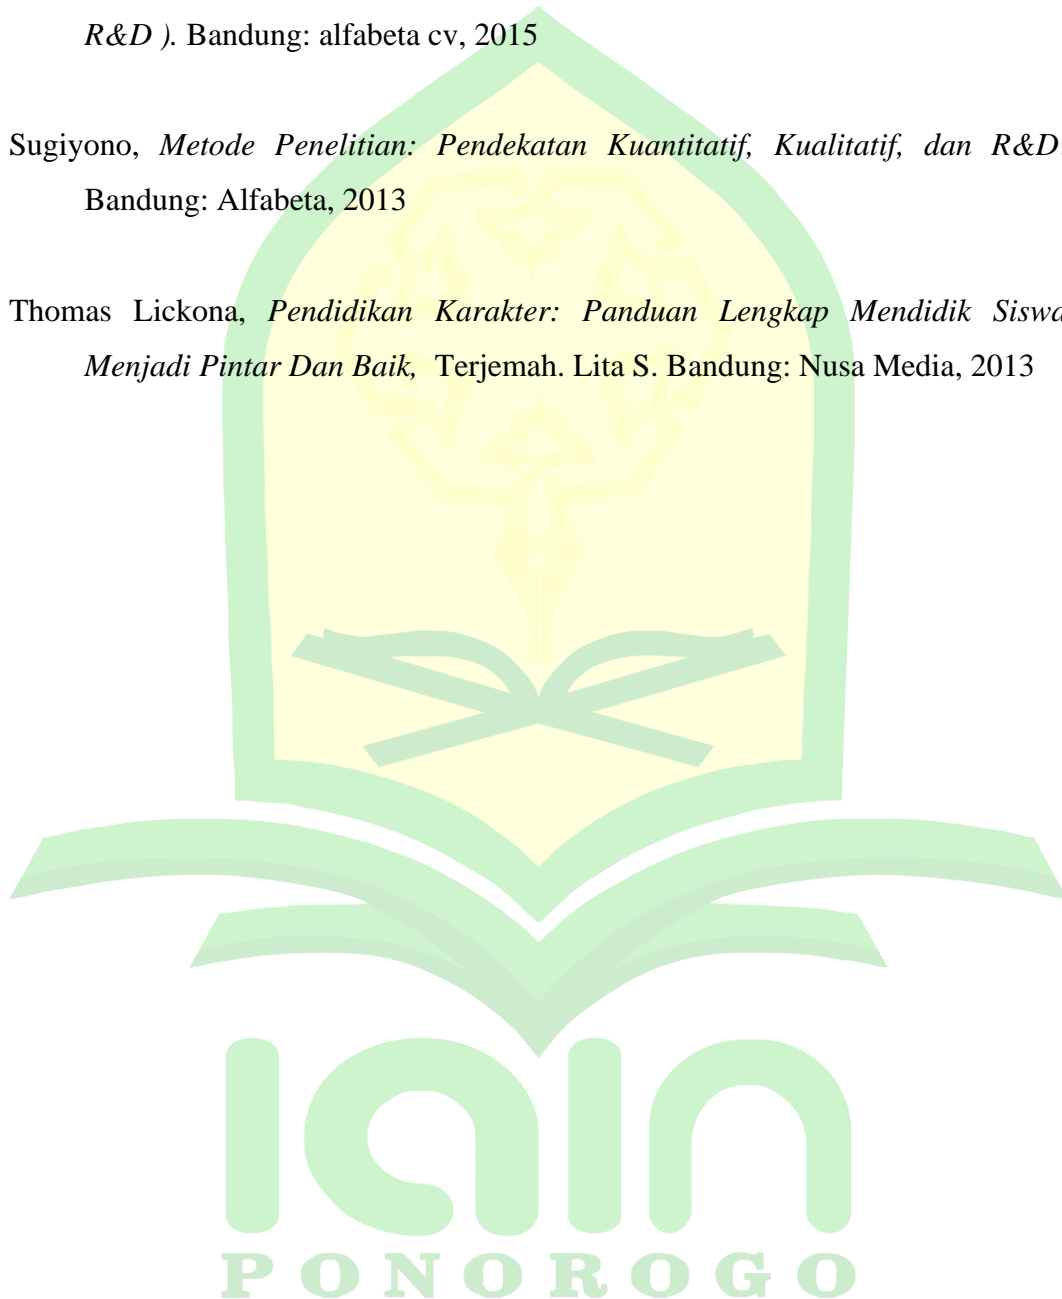 R&D ). Bandung: alfabeta cv, 2015
Sugiyono, Metode Penelitian: Pendekatan Kuantitatif, Kualitatif, dan R&D
Bandung: Alfabeta, 2013
Thomas Lickona, Pendidikan Karakter: Panduan Lengkap Mendidik Siswa
Menjadi Pintar Dan Baik, Terjemah. Lita S. Bandung: Nusa Media, 2013
iain
PONOROGO